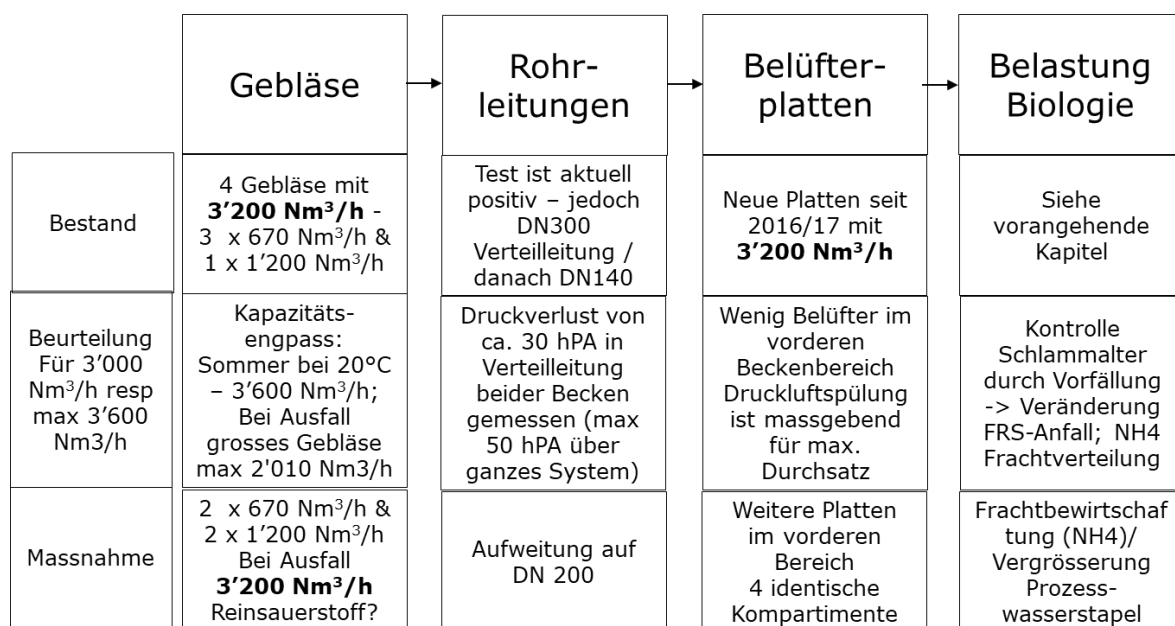 Gebläse
Rohr-
leitungen
Belüfter-
platten
Belastung
Biologie
Bestand
4 Gebläse mit
3’200 Nm³/h -
3 x 670 Nm³/h &
1 x 1’200 Nm³/h
Test ist aktuell
positiv – jedoch
DN300
Verteilleitung /
danach DN140
Neue Platten seit
2016/17 mit
3’200 Nm³/h
Siehe
vorangehende
Kapitel
Beurteilung
Für 3’000
Nm³/h resp
max 3’600
Nm3/h
Kapazitäts-
engpass:
Sommer bei 20°C
– 3’600 Nm³/h;
Bei Ausfall
grosses Gebläse
max 2'010 Nm3/h
Druckverlust von
ca. 30 hPA in
Verteilleitung
beider Becken
gemessen (max
50 hPA über
ganzes System)
Wenig Belüfter im
vorderen
Beckenbereich
Druckluftspülung
ist massgebend
für max.
Durchsatz
Kontrolle
Schlammalter
durch Vorfällung
-> Veränderung
FRS-Anfall; NH4
Frachtverteilung
Massnahme
2 x 670 Nm³/h &
2 x 1’200 Nm³/h
Bei Ausfall
3’200 Nm³/h
Reinsauerstoff?
Aufweitung auf
DN 200
Weitere Platten
im vorderen
Bereich
4 identische
Kompartimente
Frachtbewirtschaf
tung (NH4)/
Vergrösserung
Prozess-
wasserstapel